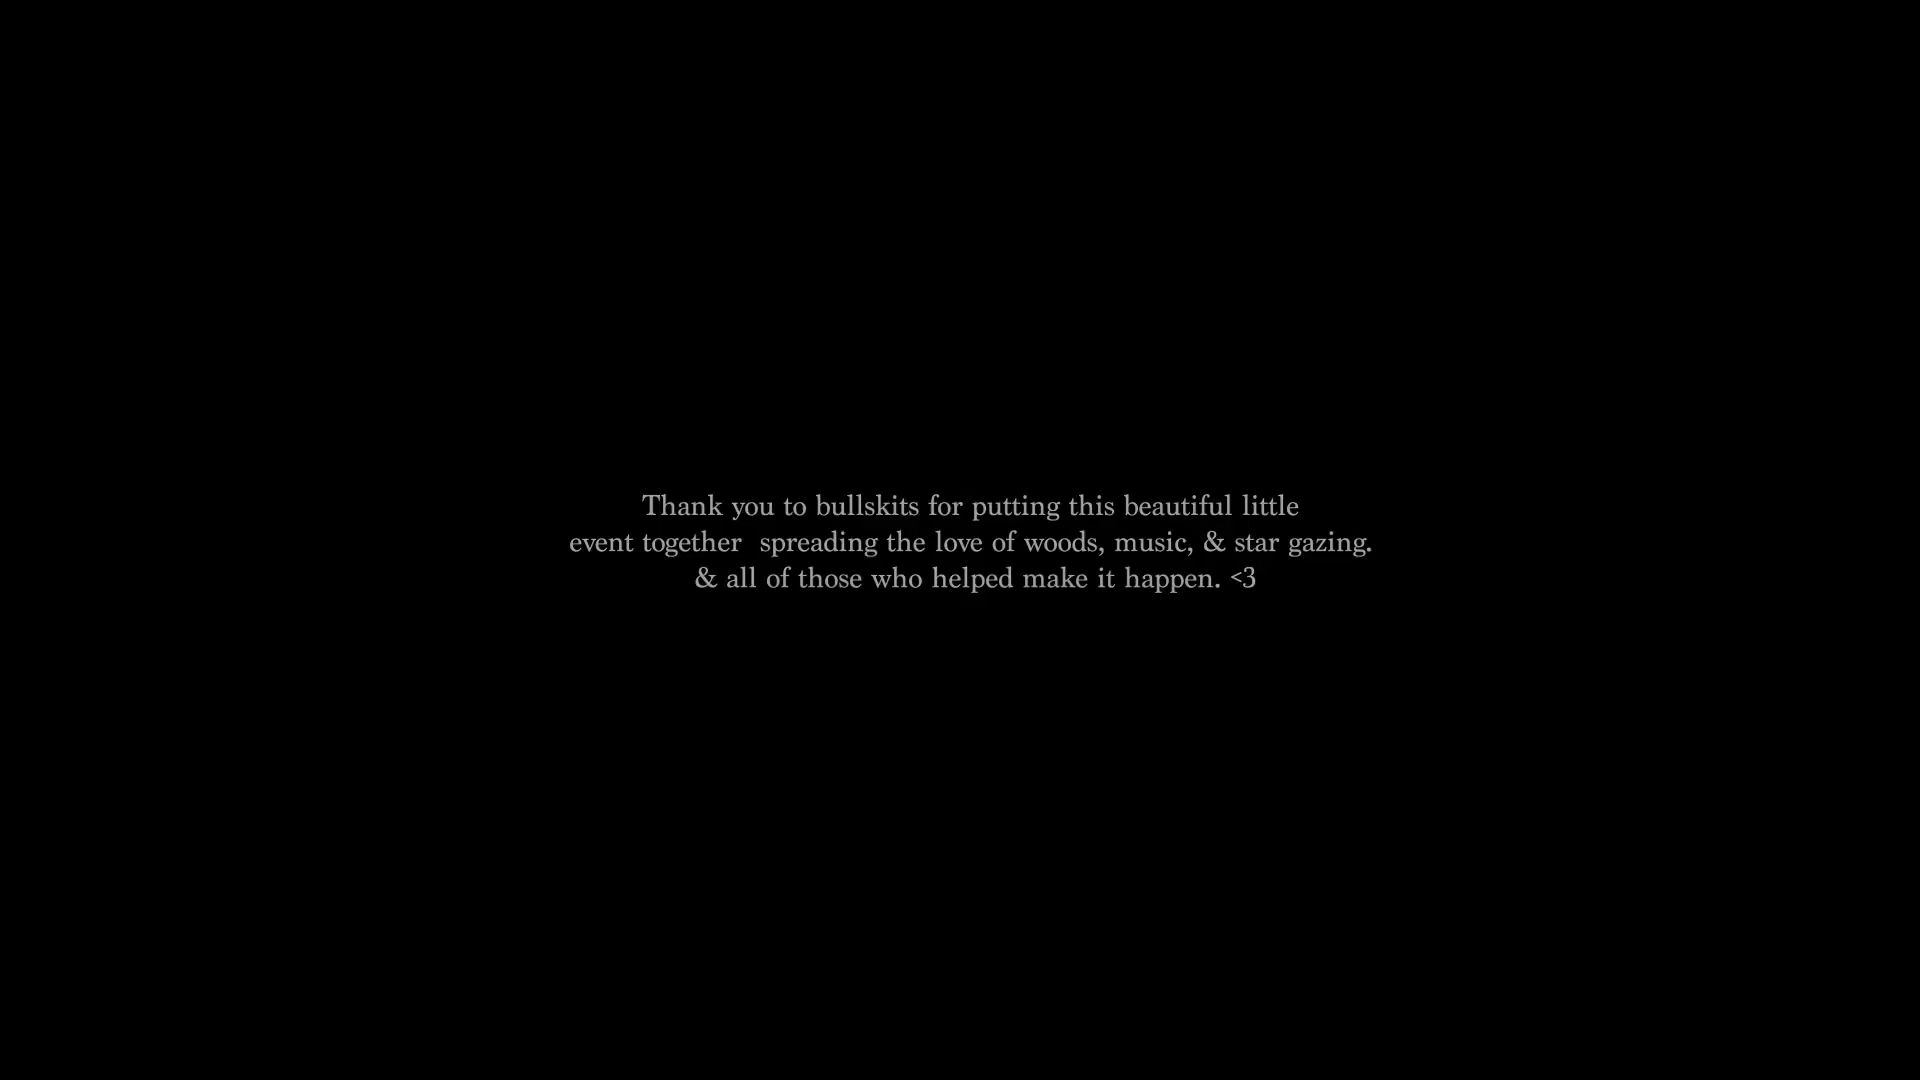 Thank you to bullskits for putting this beautiful little
event together  spreading the love of woods, music, & star gazing.
& all of those who helped make it happen. <3